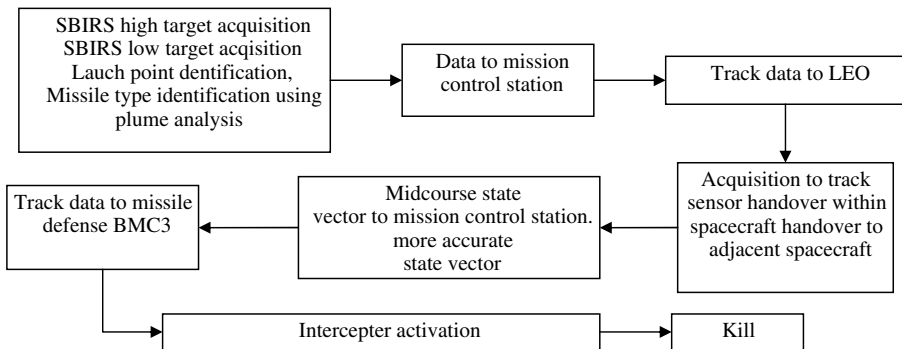 SBIRS high target acquisition
SBIRS low target acqisition
Lauch point dentification,
Missile type identification using
plume analysis
Data to mission
control station
Track data to LEO
Acquisition to track
sensor handover within
spacecraft handover to
adjacent spacecraft
Midcourse state
vector to mission control station.
more accurate
state vector
Track data to missile
defense BMC3
Intercepter activation
Kill